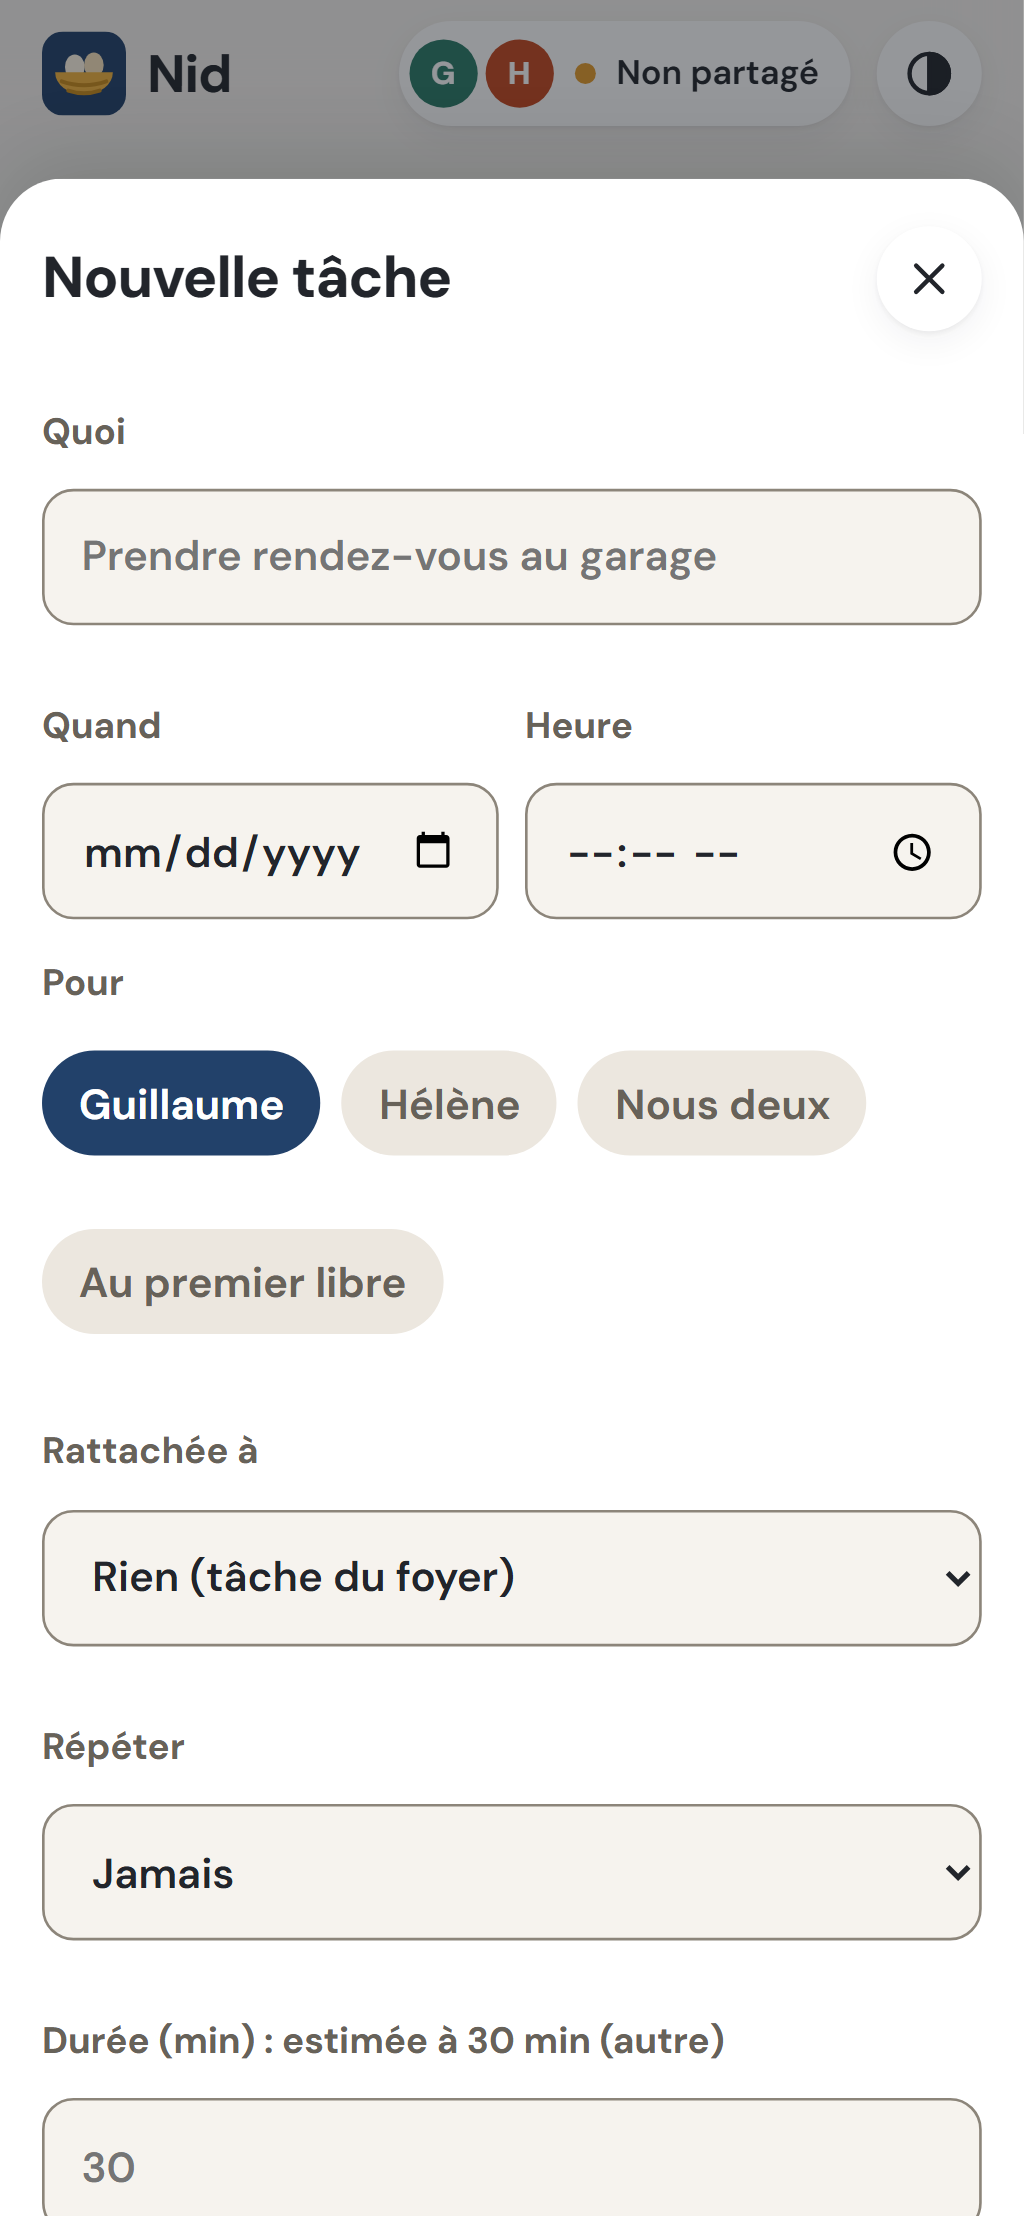 Nid
G H Non partagé
Nouvelle tâche
Quoi
Prendre rendez-vous au garage
Quand Heure
mm/dd/yyyy --:-- --
Pour
Guillaume Hélène Nous deux
Au premier libre
Rattachée à
Rien (tâche du foyer)
Répéter
Jamais
Durée (min) : estimée à 30 min (autre)
30